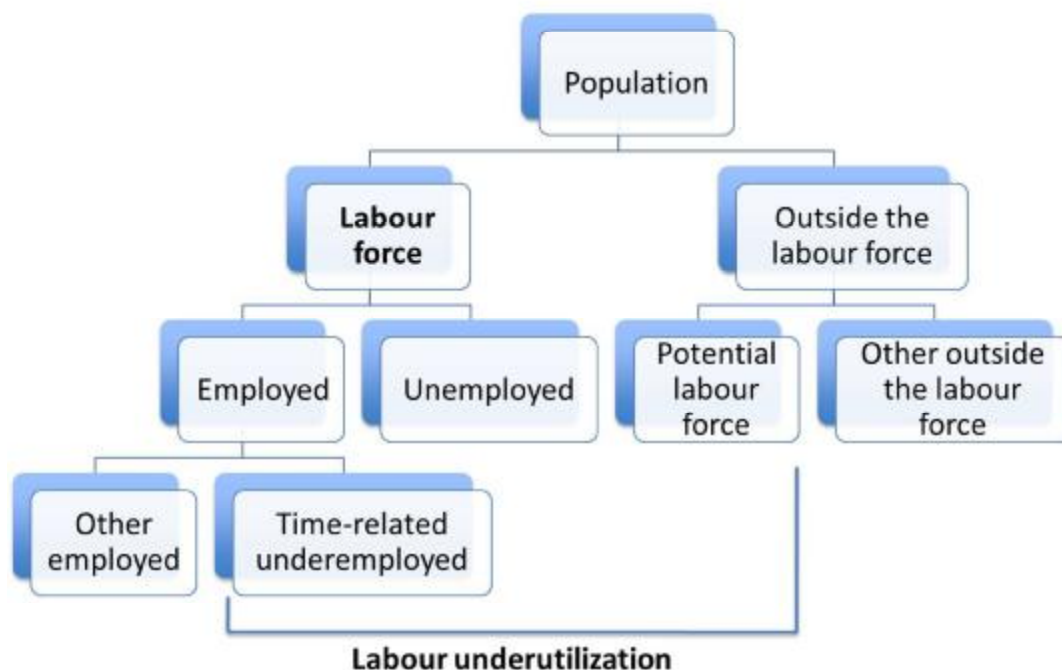 Population
Labour
force
Outside the
labour force
Employed
Unemployed
Potential
labour
force
Other outside
the labour
force
Other
employed
Time-related
underemployed
Labour underutilization